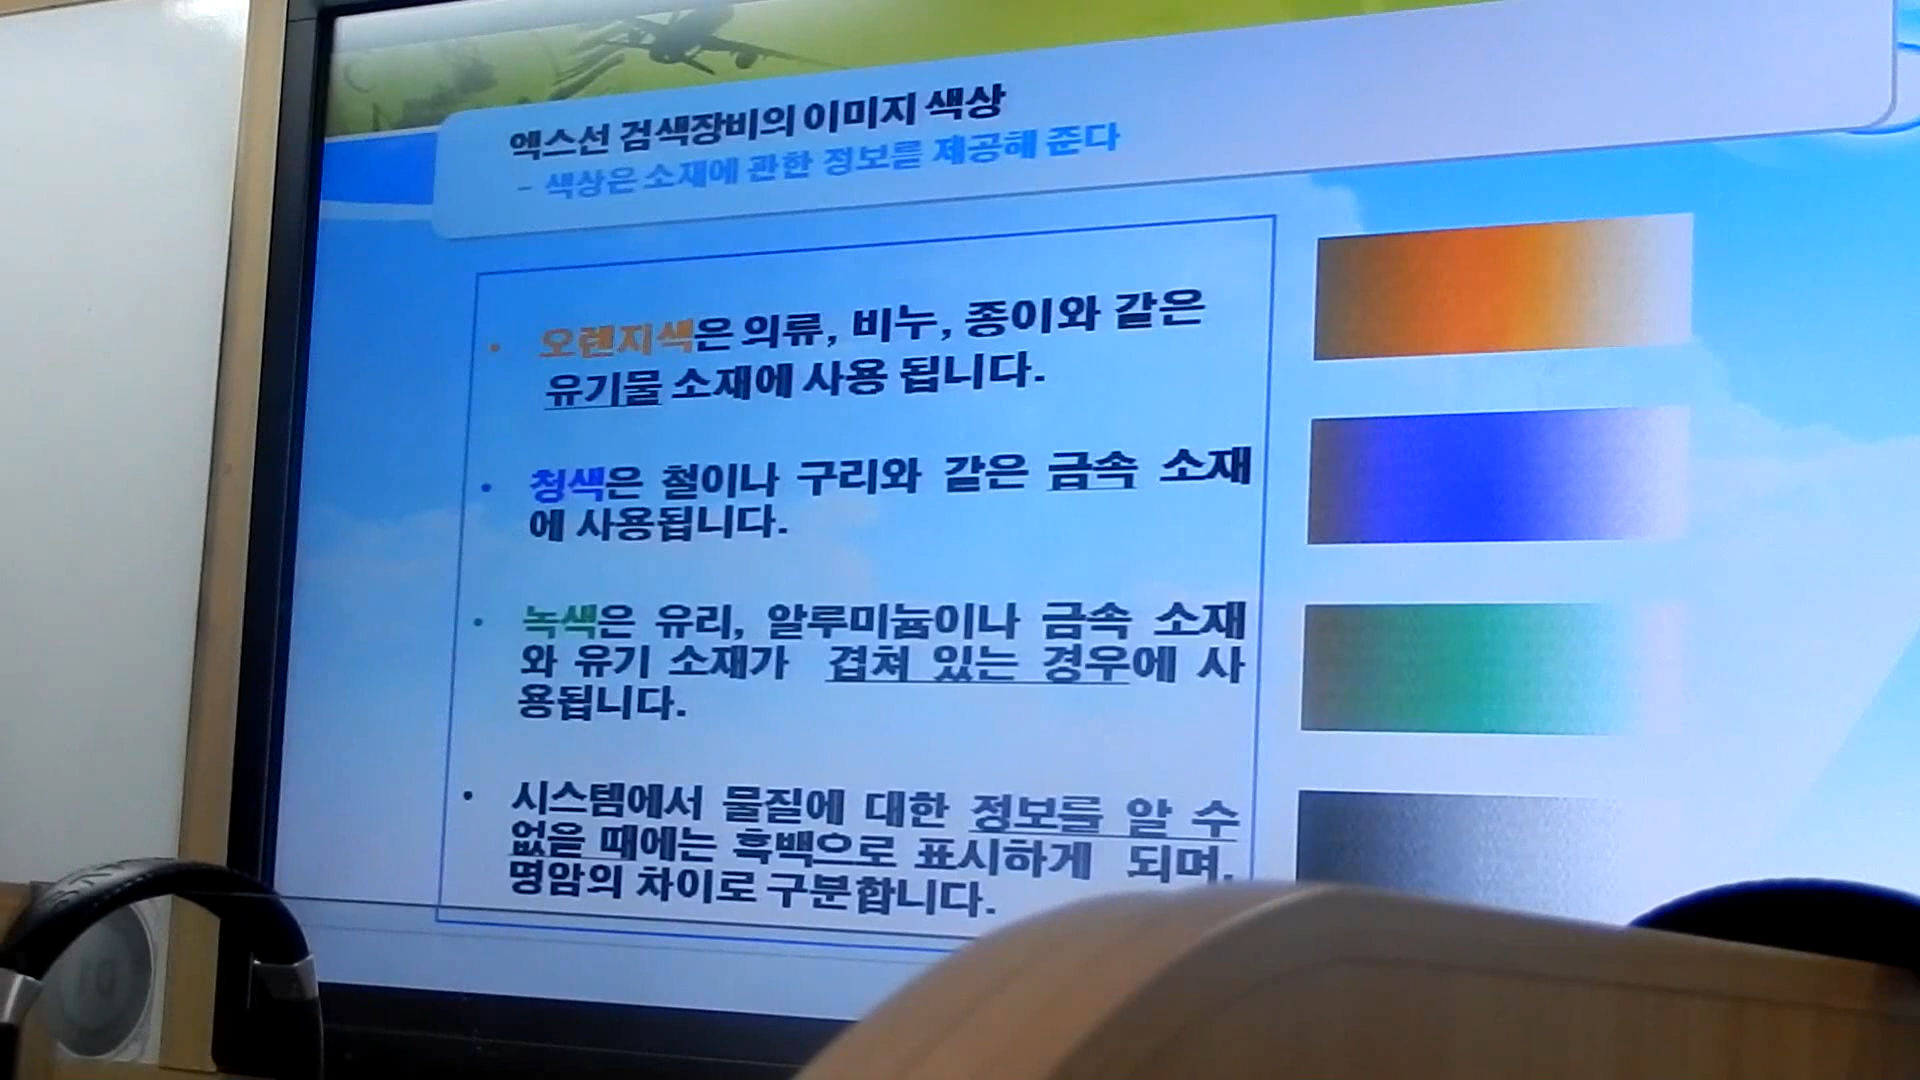 엑스선 검색장비의 이미지 색상
- 색상은 소재에 관한 정보를 제공해 준다
• 오렌지색은 의류, 비누, 종이와 같은
유기물 소재에 사용 됩니다.
• 청색은 철이나 구리와 같은 금속 소재
에 사용됩니다.
• 녹색은 유리, 알루미늄이나 금속 소재
와 유기 소재가 겹쳐 있는 경우에 사
용됩니다.
• 시스템에서 물질에 대한 정보를 알 수
없을 때에는 흑백으로 표시하게 되며,
명암의 차이로 구분합니다.